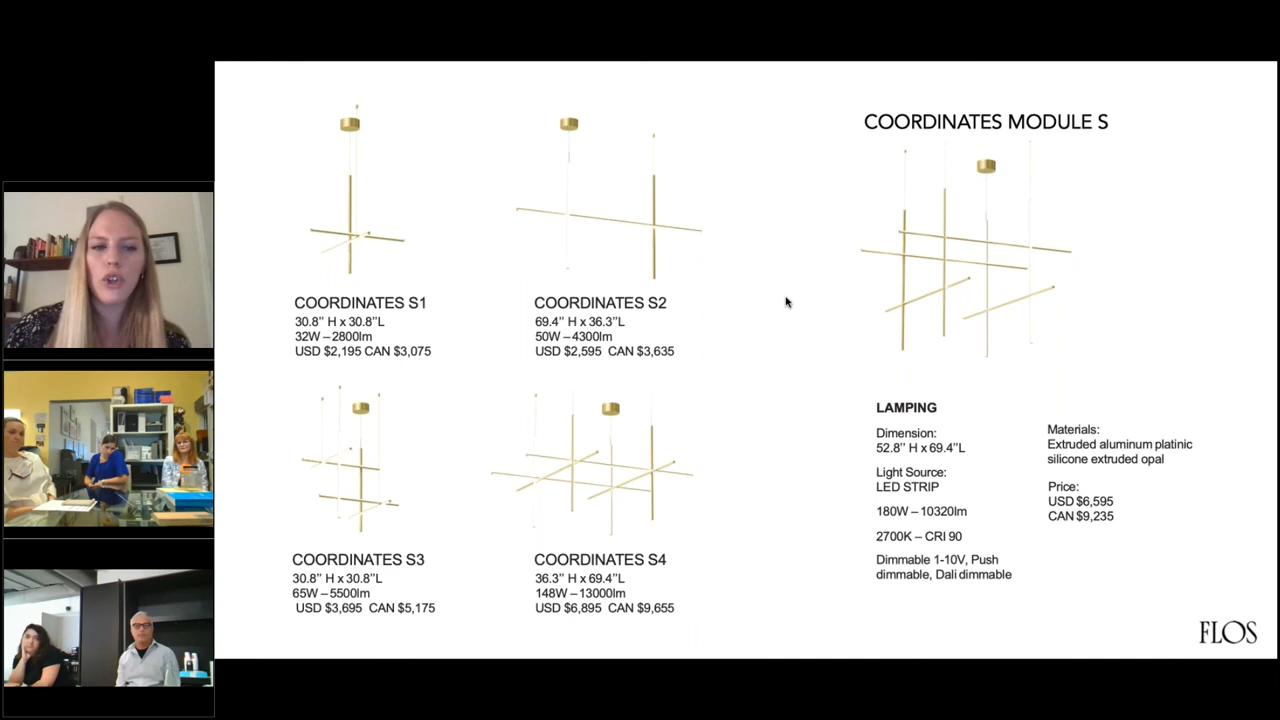 COORDINATES S1
30.8’’ H x 30.8’’L
32W – 2800lm
USD $2,195 CAN $3,075
COORDINATES S2
69.4’’ H x 36.3’’L
50W – 4300lm
USD $2,595 CAN $3,635
COORDINATES S3
30.8’’ H x 30.8’’L
65W – 5500lm
USD $3,695 CAN $5,175
COORDINATES S4
36.3’’ H x 69.4’’L
148W – 13000lm
USD $6,895 CAN $9,655
COORDINATES MODULE S
LAMPING
Dimension:
52.8’’ H x 69.4’’L
Light Source:
LED STRIP
180W – 10320lm
2700K – CRI 90
Dimmable 1-10V, Push
dimmable, Dali dimmable
Materials:
Extruded aluminum platinic
silicone extruded opal
Price:
USD $6,595
CAN $9,235
FLOS